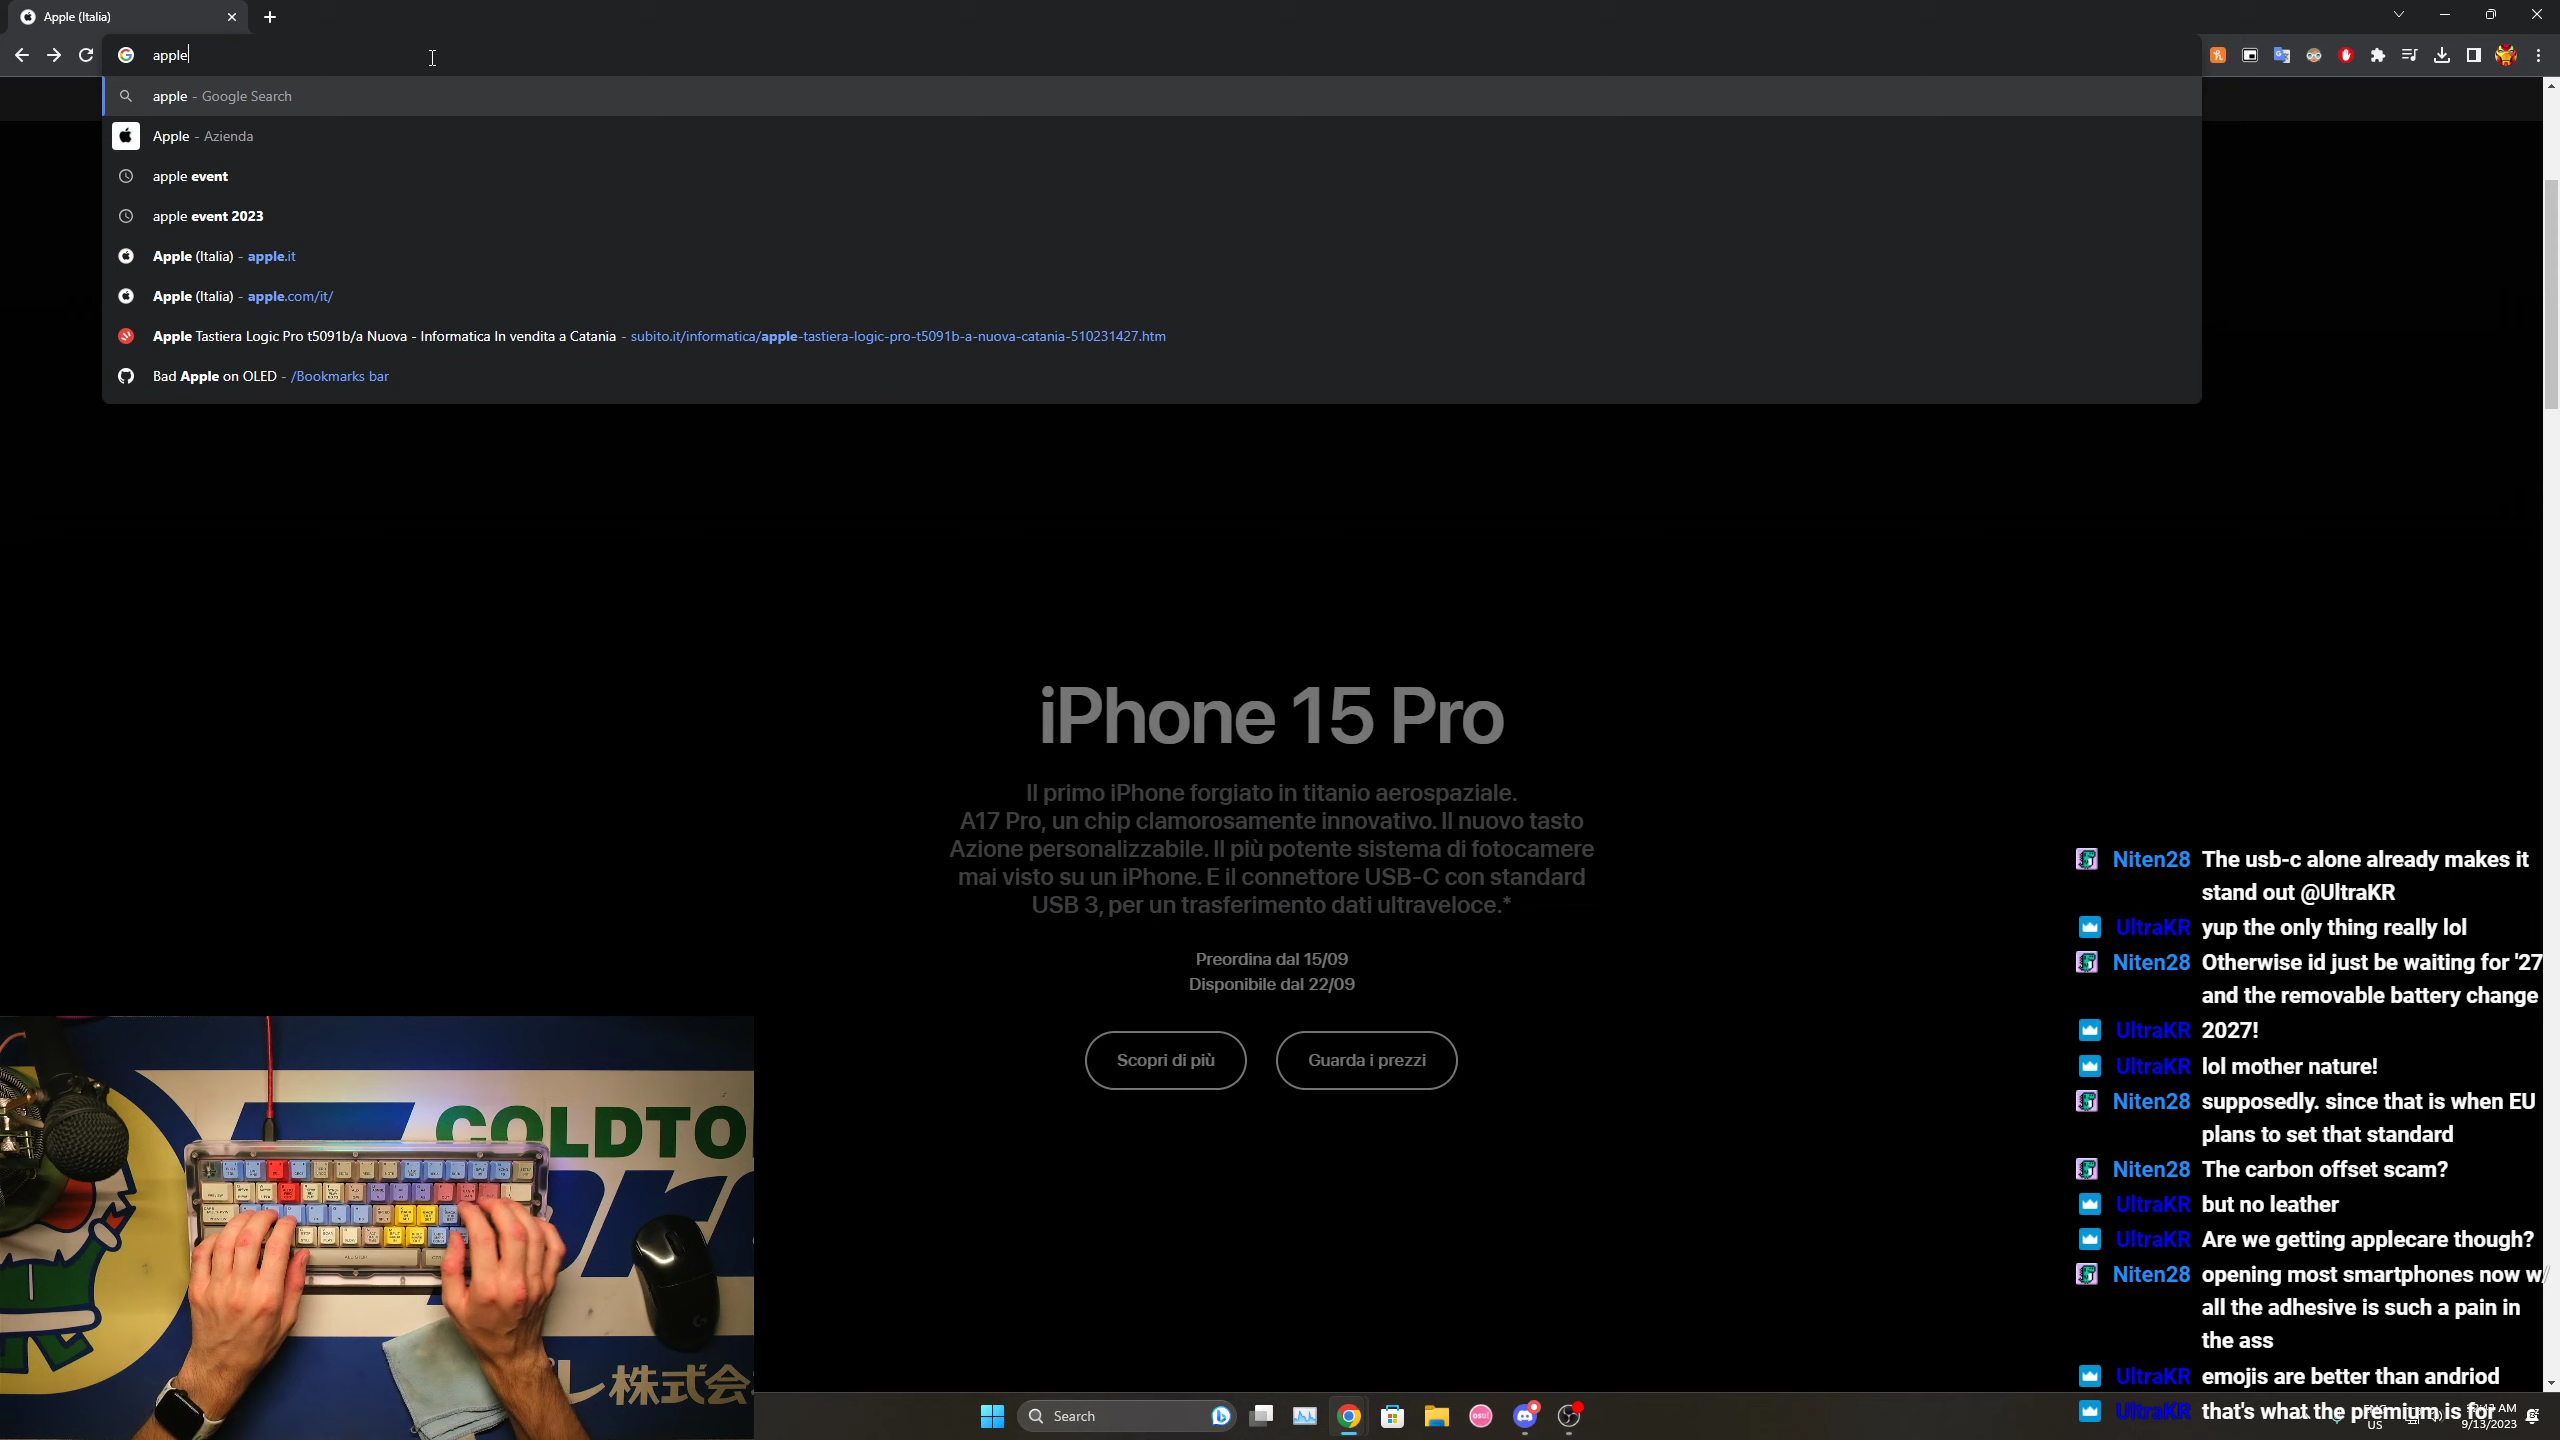 Apple (Italia)
apple
apple - Google Search
Apple - Azienda
apple event
apple event 2023
Apple (Italia) - apple.it
Apple (Italia) - apple.com/it/
Apple Tastiera Logic Pro t5091b/a Nuova - Informatica In vendita a Catania - subito.it/informatica/apple-tastiera-logic-pro-t5091b-a-nuova-catania-510231427.htm
Bad Apple on OLED - /Bookmarks bar
iPhone 15 Pro
Il primo iPhone forgiato in titanio aerospaziale.
A17 Pro, un chip clamorosamente innovativo. Il nuovo tasto
Azione personalizzabile. Il più potente sistema di fotocamere
mai visto su un iPhone. E il connettore USB-C con standard
USB 3, per un trasferimento dati ultraveloce.*
Preordina dal 15/09
Disponibile dal 22/09
Scopri di più
Guarda i prezzi
Niten28 The usb-c alone already makes it
stand out @UltraKR
UltraKR yup the only thing really lol
Niten28 Otherwise id just be waiting for '27
and the removable battery change
UltraKR 2027!
UltraKR lol mother nature!
Niten28 supposedly. since that is when EU
plans to set that standard
Niten28 The carbon offset scam?
UltraKR but no leather
UltraKR Are we getting applecare though?
Niten28 opening most smartphones now w/
all the adhesive is such a pain in
the ass
UltraKR emojis are better than andriod
UltraKR that's what the premium is for
COLDTO
レ株式会
Search
osu!
US
AM
9/13/2023